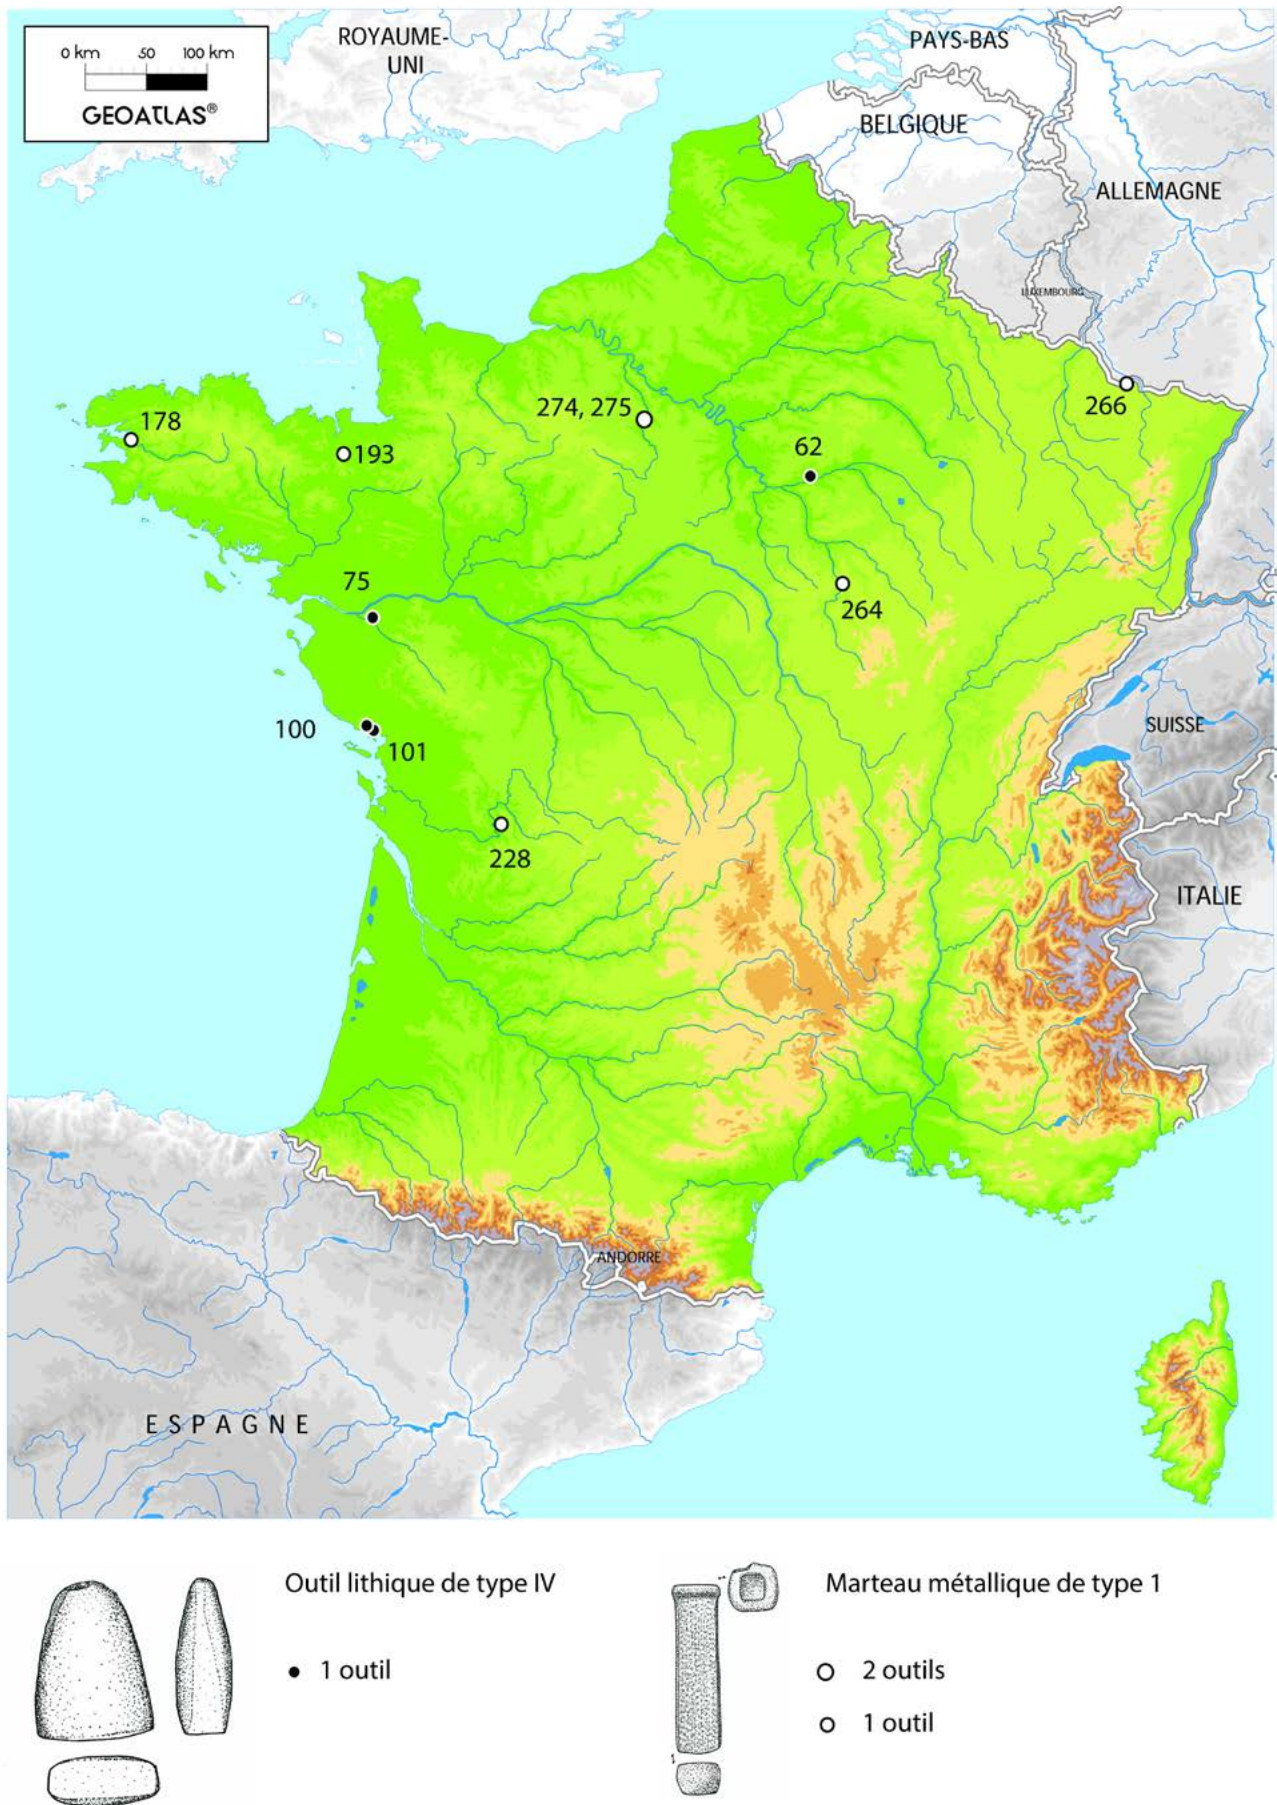 0 km 50 100 km
GEOATLAS®
ROYAUME-
UNI
PAYS-BAS
BELGIQUE
ALLEMAGNE
LUXEMBOURG
266
274, 275
178
193
62
75
264
100
101
SUISSE
228
ITALIE
ANDORRE
ESPAGNE
Outil lithique de type IV
1 outil
Marteau métallique de type 1
2 outils
1 outil